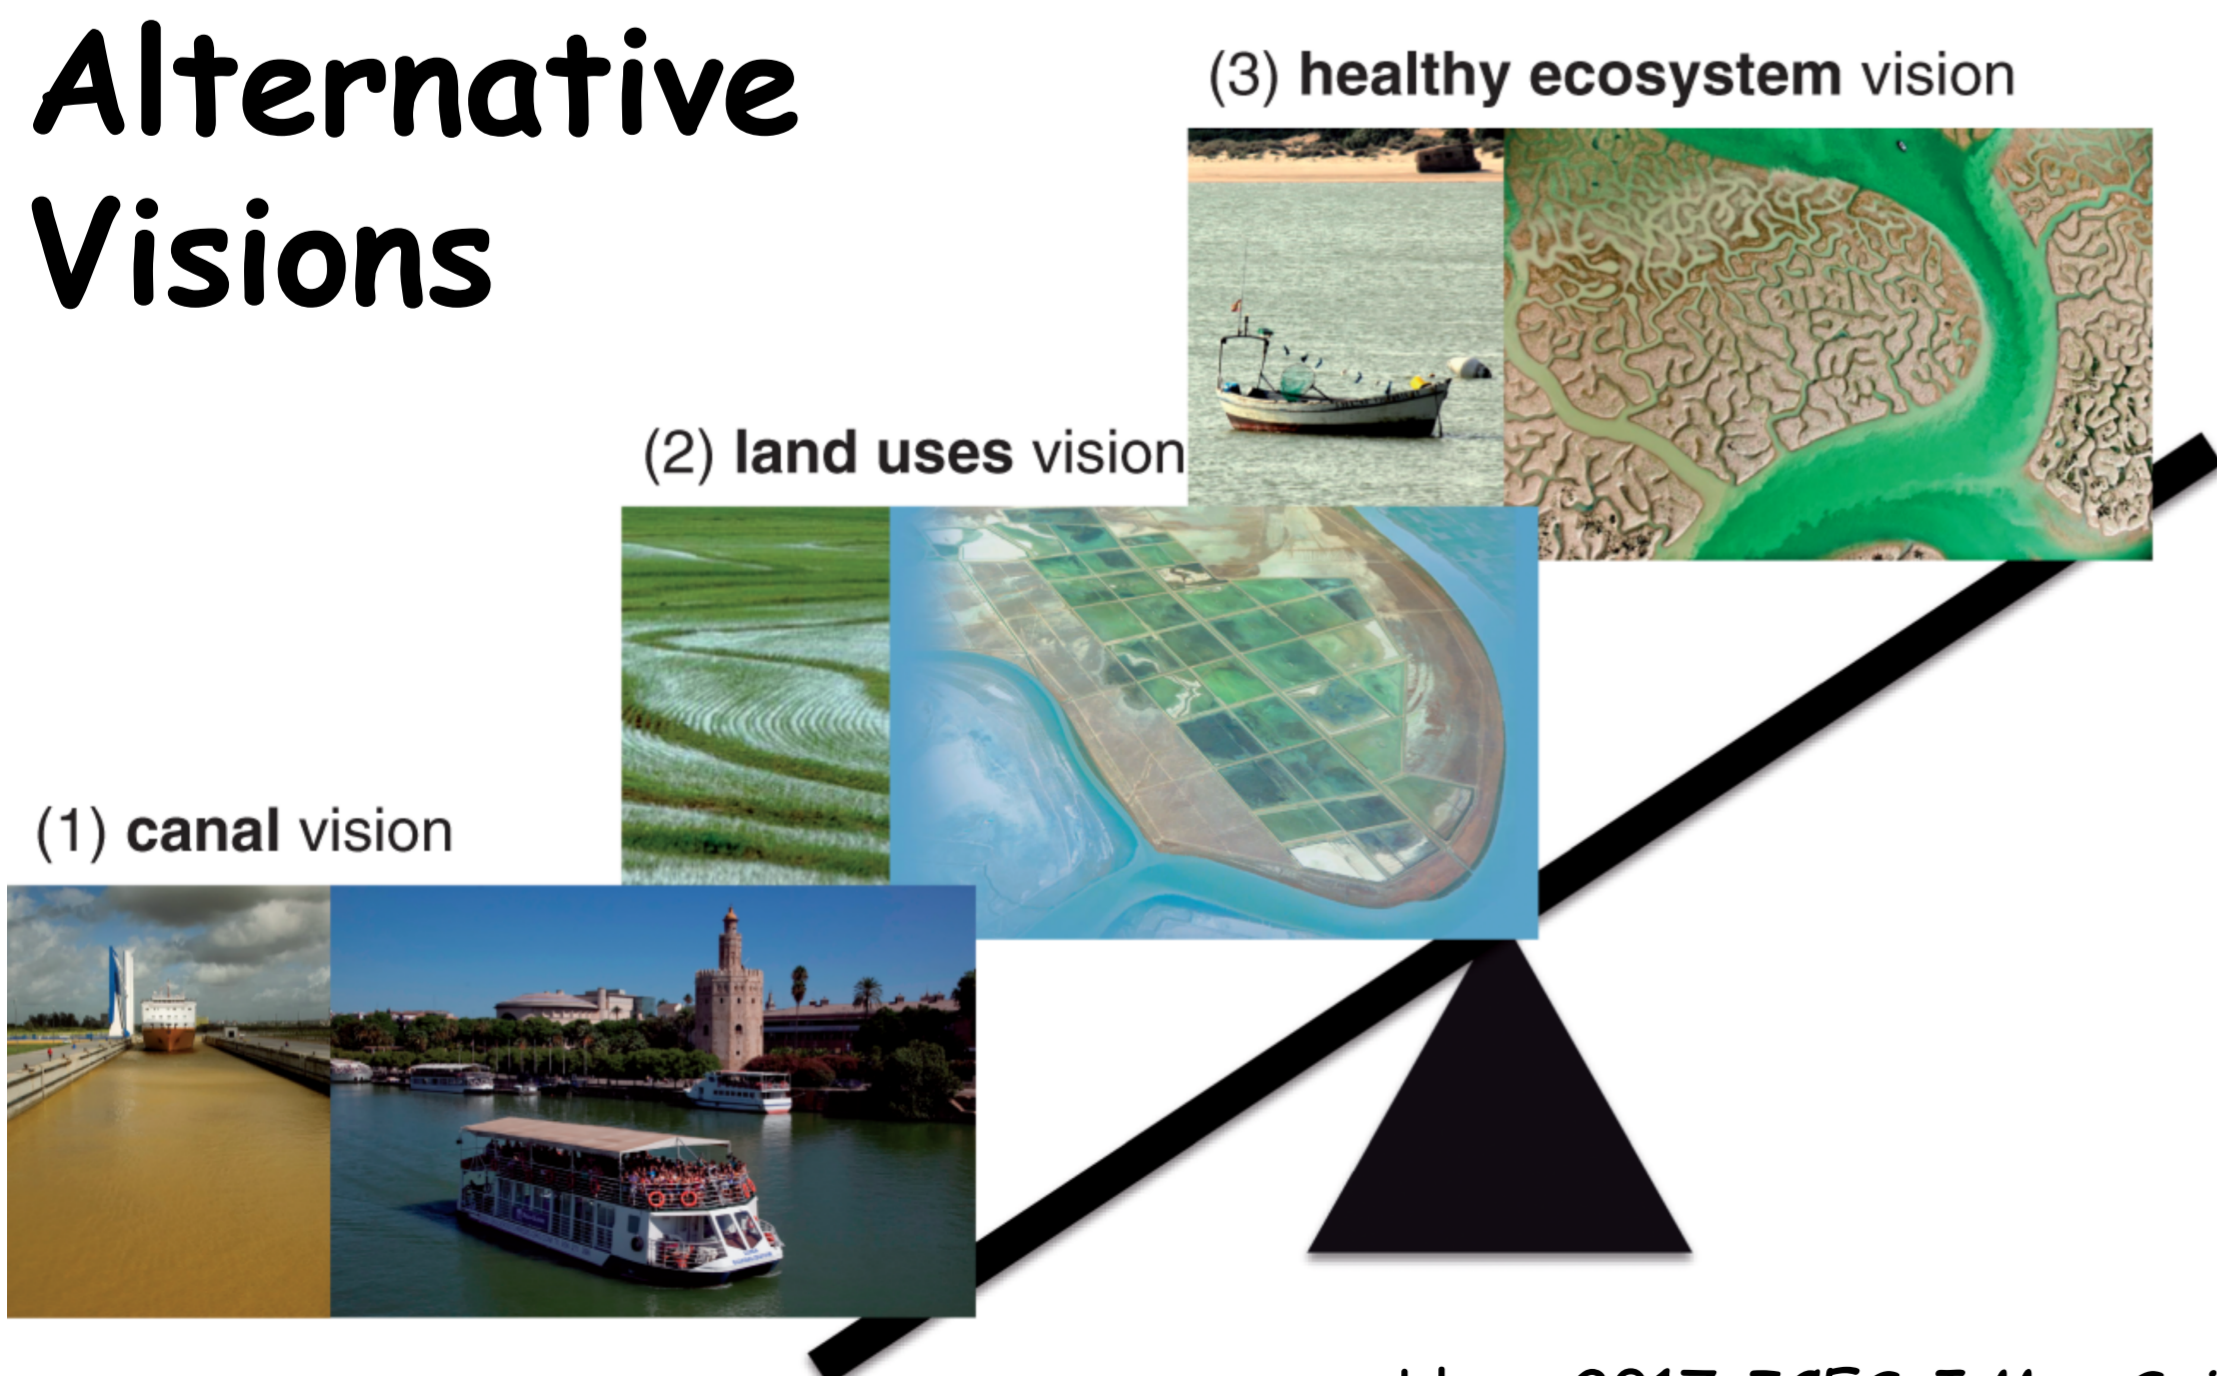 Alternative
Visions
(3) healthy ecosystem vision
(2) land uses vision
(1) canal vision